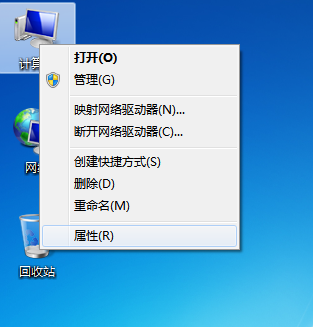 计算
打开(O)
管理(G)
映射网络驱动器(N)...
断开网络驱动器(C)...
网
创建快捷方式(S)
删除(D)
重命名(M)
属性(R)
回收站